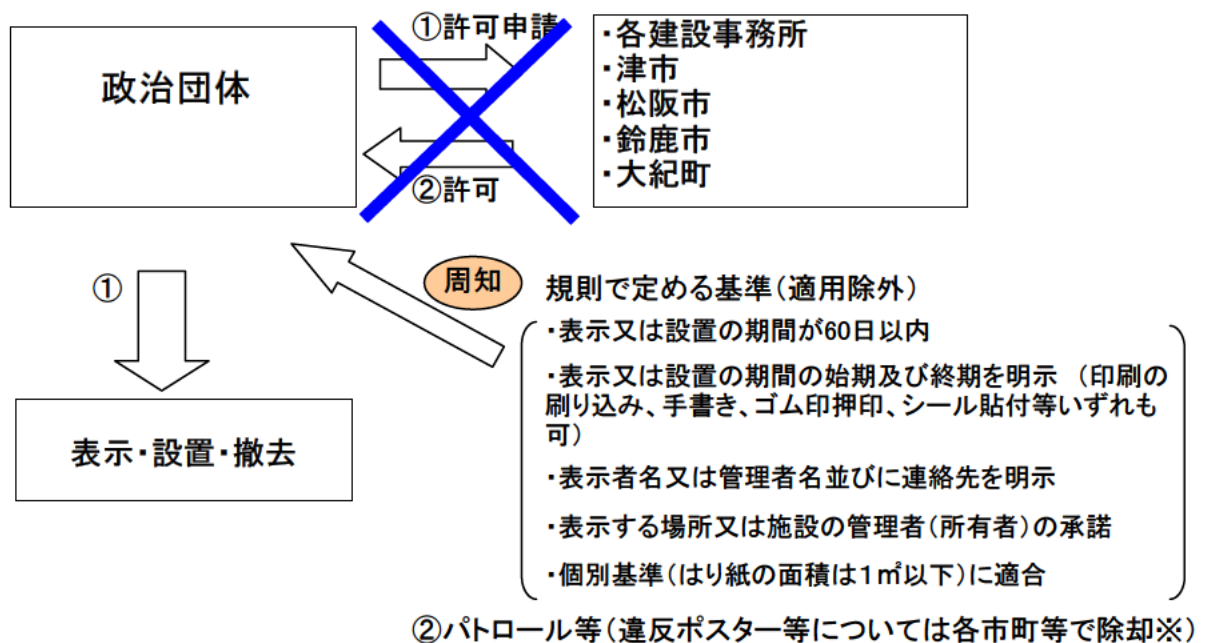 政治団体
①許可申請
②許可
・各建設事務所
・津市
・松阪市
・鈴鹿市
・大紀町
①
周知
表示・設置・撤去
規則で定める基準(適用除外)
・表示又は設置の期間が60日以内
・表示又は設置の期間の始期及び終期を明示 (印刷の
刷り込み、手書き、ゴム印押印、シール貼付等いずれも
可)
・表示者名又は管理者名並びに連絡先を明示
・表示する場所又は施設の管理者(所有者)の承諾
・個別基準(はり紙の面積は1㎡以下)に適合
②パトロール等(違反ポスター等については各市町等で除却※)